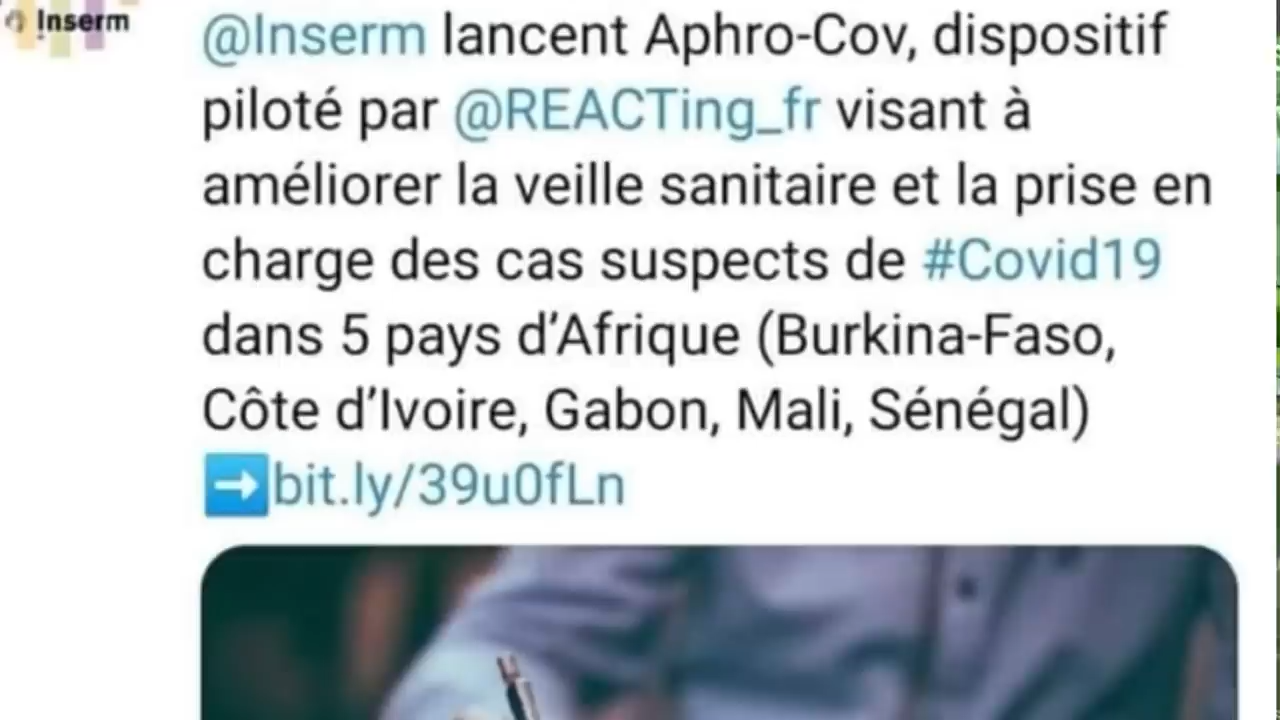 Inserm
@Inserm lancent Aphro-Cov, dispositif
piloté par @REACTing_fr visant à
améliorer la veille sanitaire et la prise en
charge des cas suspects de #Covid19
dans 5 pays d’Afrique (Burkina-Faso,
Côte d’Ivoire, Gabon, Mali, Sénégal)
➡bit.ly/39u0fLn